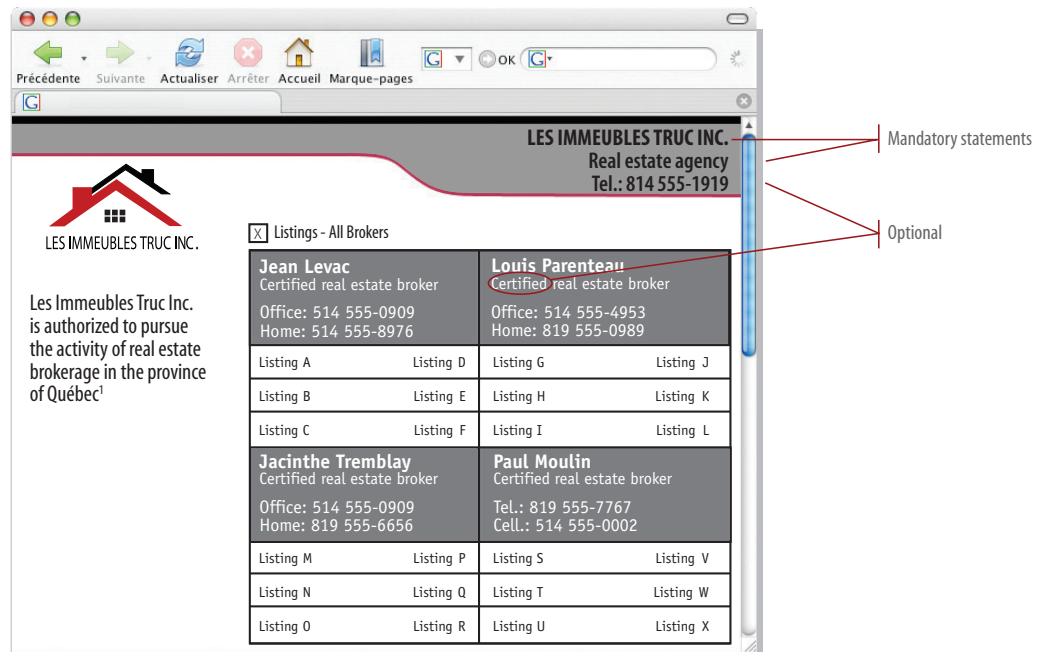 Précédente Suivante Actualiser Arrêter Accueil Marque-pages
G OK G
G
LES IMMEUBLES TRUC INC.
Real estate agency
Tel.: 814 555-1919
Mandatory statements
Optional
LES IMMEUBLES TRUC INC.
Les Immeubles Truc Inc.
is authorized to pursue
the activity of real estate
brokerage in the province
of Québec¹
X Listings - All Brokers
Jean Levac
Certified real estate broker
Office: 514 555-0909
Home: 514 555-8976
Louis Parenteau
Certified real estate broker
Office: 514 555-4953
Home: 819 555-0989
Listing A Listing D Listing G Listing J
Listing B Listing E Listing H Listing K
Listing C Listing F Listing I Listing L
Jacinthe Tremblay
Certified real estate broker
Office: 514 555-0909
Home: 819 555-6656
Paul Moulin
Certified real estate broker
Tel.: 819 555-7767
Cell.: 514 555-0002
Listing M Listing P Listing S Listing V
Listing N Listing Q Listing T Listing W
Listing O Listing R Listing U Listing X